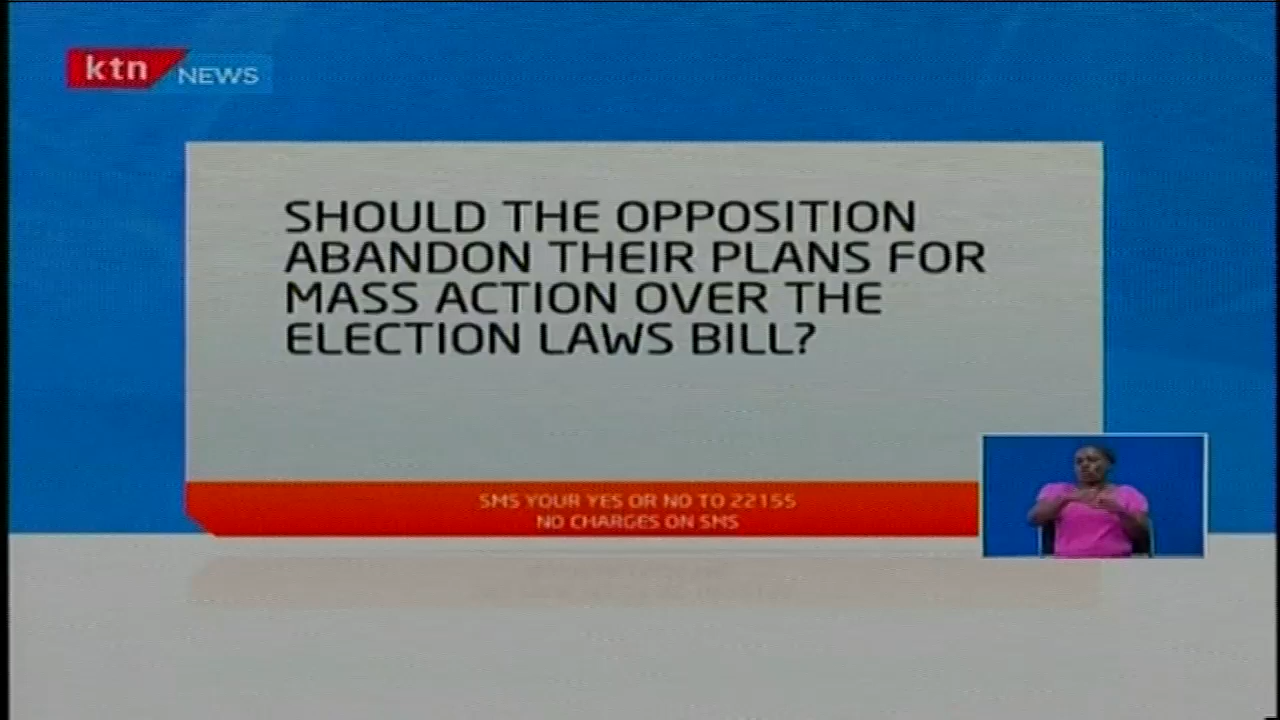 ktn NEWS
SHOULD THE OPPOSITION
ABANDON THEIR PLANS FOR
MASS ACTION OVER THE
ELECTION LAWS BILL?
SMS YOUR YES OR NO TO 22155
NO CHARGES ON SMS